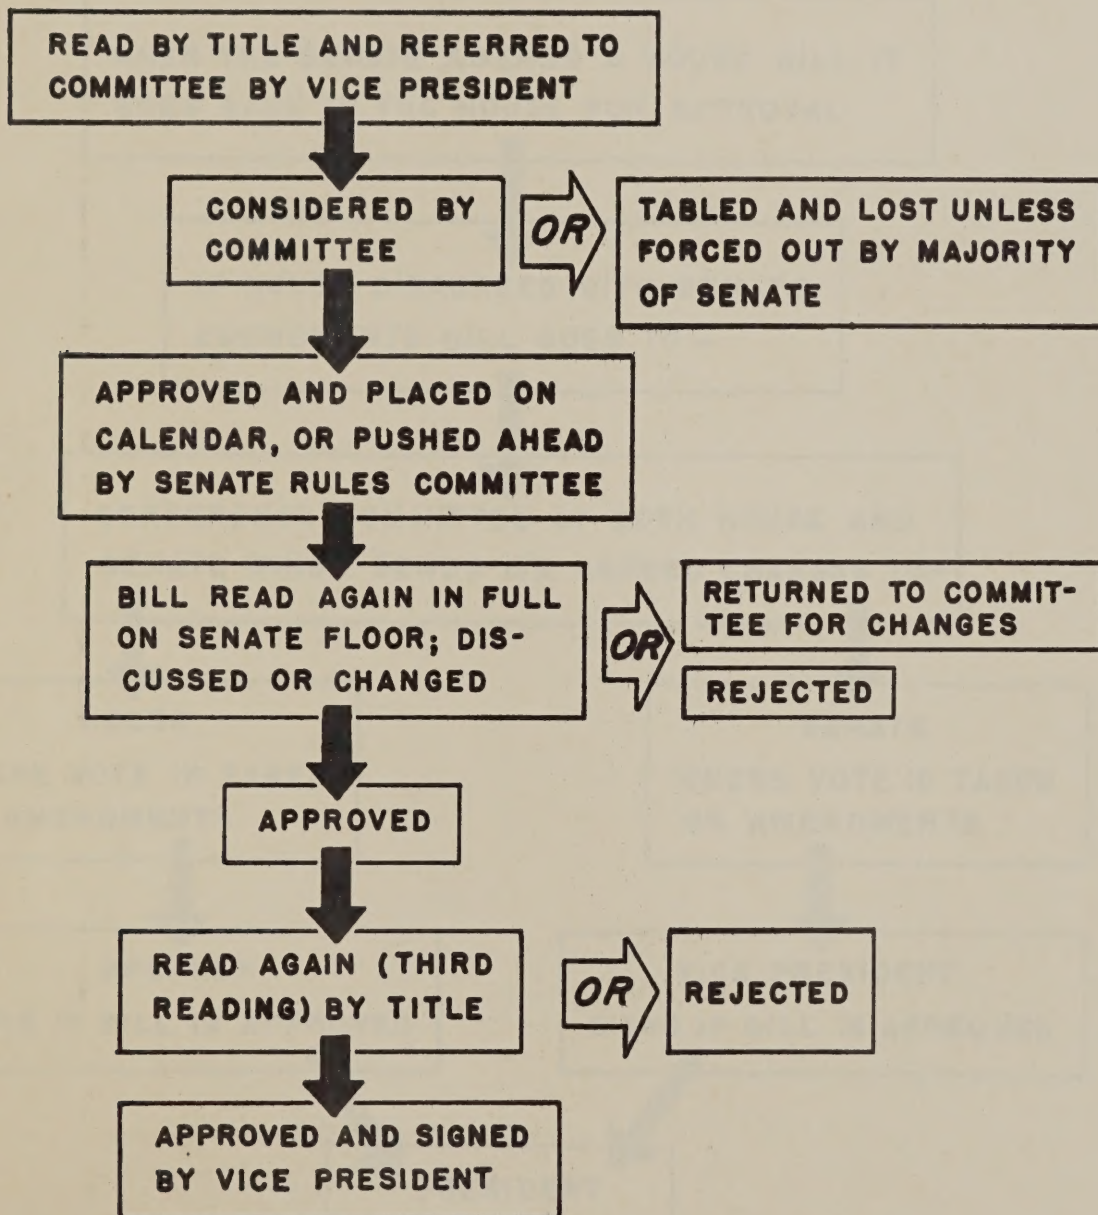 READ BY TITLE AND REFERRED TO
COMMITTEE BY VICE PRESIDENT
CONSIDERED BY
COMMITTEE
OR
TABLED AND LOST UNLESS
FORCED OUT BY MAJORITY
OF SENATE
APPROVED AND PLACED ON
CALENDAR, OR PUSHED AHEAD
BY SENATE RULES COMMITTEE
BILL READ AGAIN IN FULL
ON SENATE FLOOR; DIS-
CUSSED OR CHANGED
OR
RETURNED TO COMMIT-
TEE FOR CHANGES
REJECTED
APPROVED
READ AGAIN (THIRD
READING) BY TITLE
OR
REJECTED
APPROVED AND SIGNED
BY VICE PRESIDENT